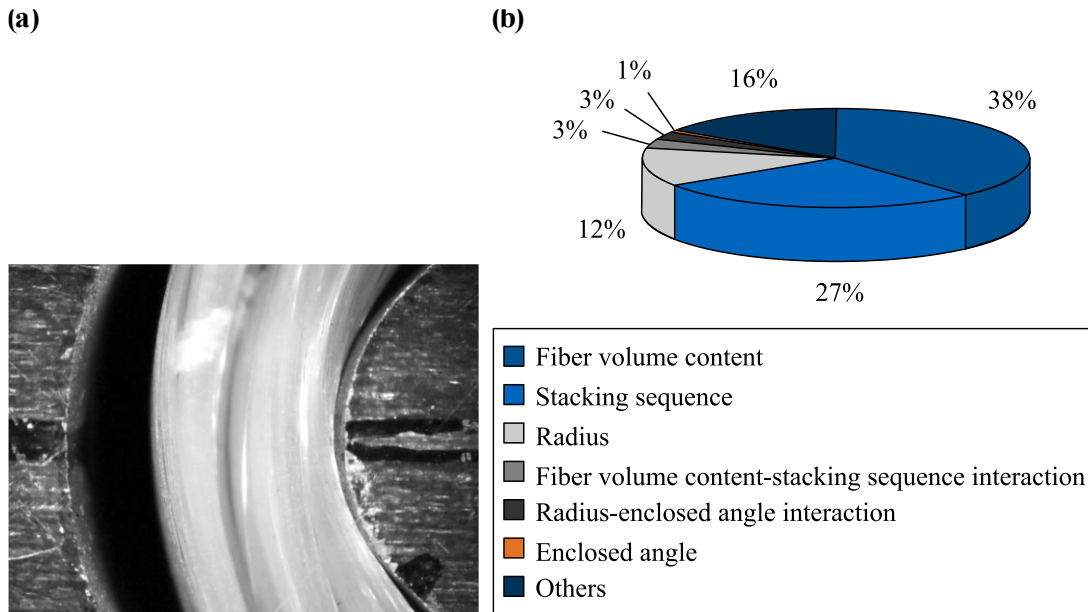 (a)
(b)
1%
16%
38%
3%
3%
12%
27%
Fiber volume content
Stacking sequence
Radius
Fiber volume content-stacking sequence interaction
Radius-enclosed angle interaction
Enclosed angle
Others